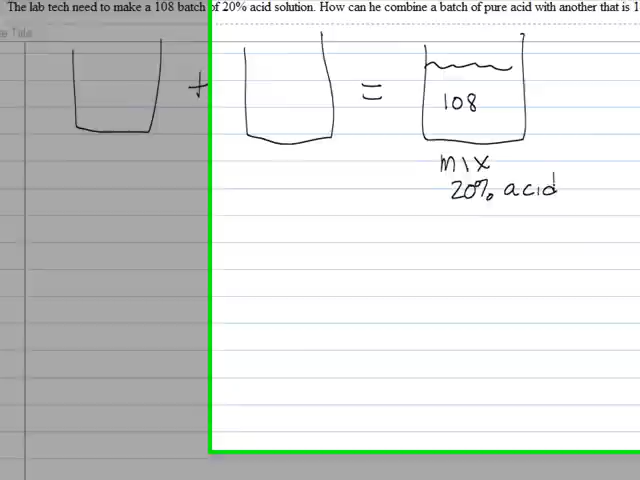 The lab tech need to make a 108 batch of 20% acid solution. How can he combine a batch of pure acid with another that is 1
Title
+ = 108
mix
20% acid